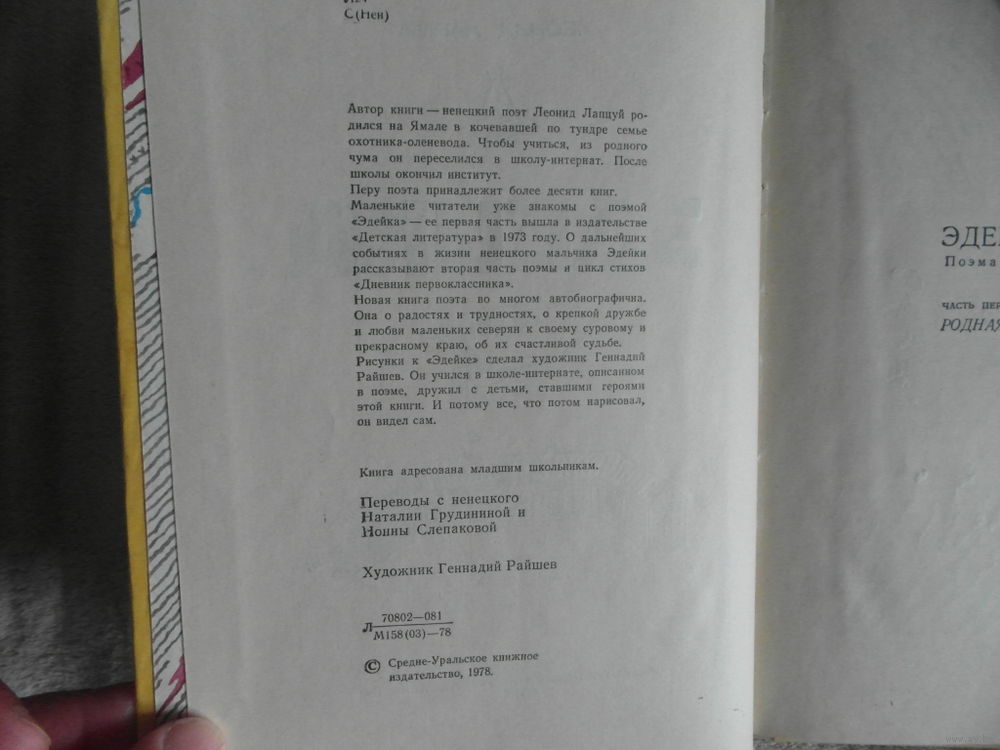 С(Нен)
Автор книги — ненецкий поэт Леонид Лапцуй ро-
дился на Ямале в кочевавшей по тундре семье
охотника-оленевода. Чтобы учиться, из родного
чума он переселился в школу-интернат. После
школы окончил институт.
Перу поэта принадлежит более десяти книг.
Маленькие читатели уже знакомы с поэмой
«Эдейка» — ее первая часть вышла в издательстве
«Детская литература» в 1973 году. О дальнейших
событиях в жизни ненецкого мальчика Эдейки
рассказывают вторая часть поэмы и цикл стихов
«Дневник первоклассника».
Новая книга поэта во многом автобиографична.
Она о радостях и трудностях, о крепкой дружбе
и любви маленьких северян к своему суровому и
прекрасному краю, об их счастливой судьбе.
Рисунки к «Эдейке» сделал художник Геннадий
Райшев. Он учился в школе-интернате, описанном
в поэме, дружил с детьми, ставшими героями
этой книги. И потому все, что потом нарисовал,
он видел сам.
Книга адресована младшим школьникам.
Переводы с ненецкого
Наталии Грудининой и
Нонны Слепаковой
Художник Геннадий Райшев
Л 70802—081
М158(03)—78
© Средне-Уральское книжное
издательство, 1978.
ЭДЕ
Поэма
ЧАСТЬ ПЕР
РОДНАЯ